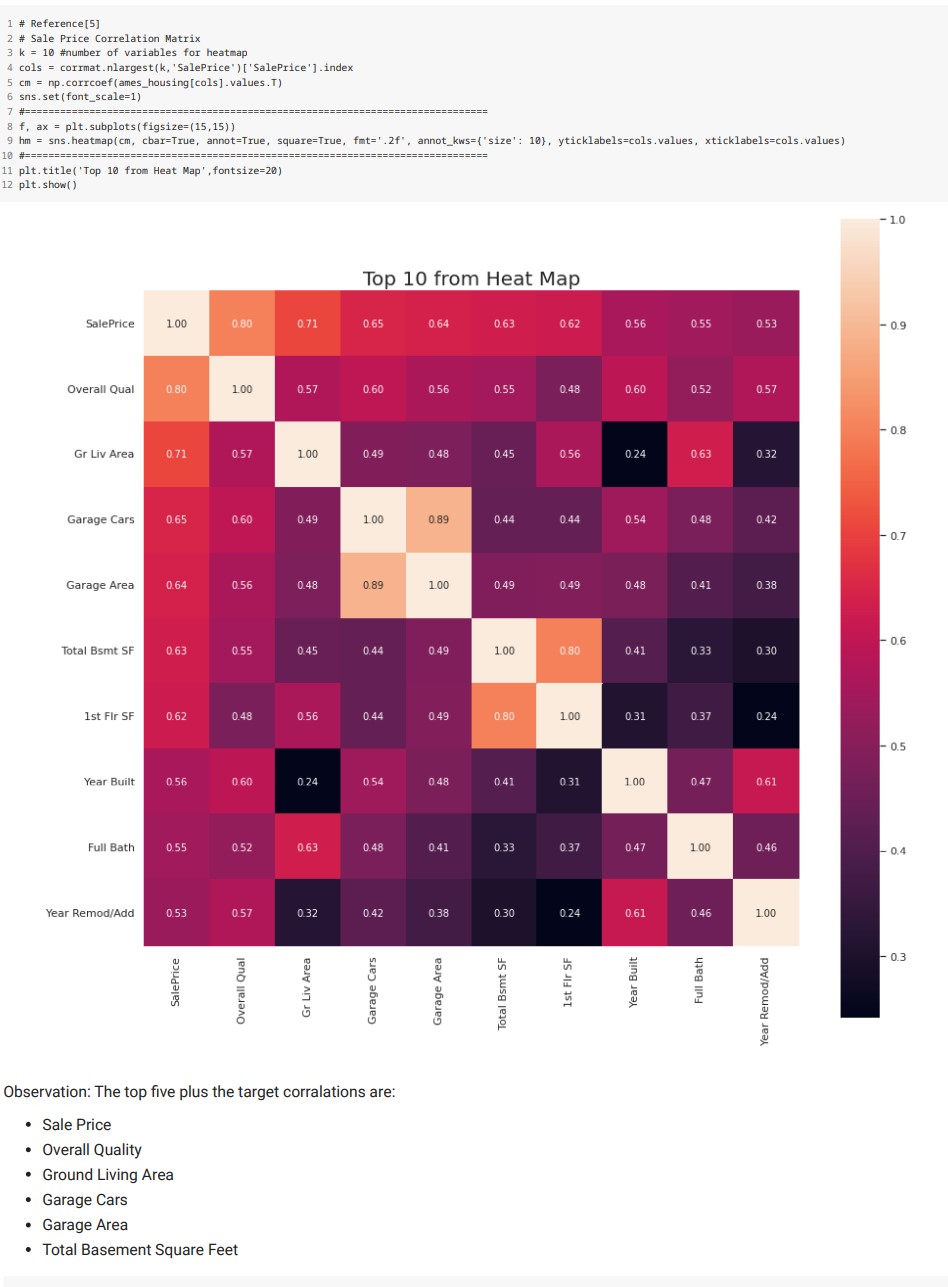 1 # Reference[5]
2 # Sale Price Correlation Matrix
3 k = 10 #number of variables for heatmap
4 cols = corrmat.nlargest(k,'SalePrice')['SalePrice'].index
5 cm = np.corrcoef(ames_housing[cols].values.T)
6 sns.set(font_scale=1)
7 #=============================================================================
8 f, ax = plt.subplots(figsize=(15,15))
9 hm = sns.heatmap(cm, cbar=True, annot=True, square=True, fmt='.2f', annot_kws={'size': 10}, yticklabels=cols.values, xticklabels=cols.values)
10 #=============================================================================
11 plt.title('Top 10 from Heat Map',fontsize=20)
12 plt.show()
Top 10 from Heat Map
SalePrice 1.00 0.80 0.71 0.65 0.64 0.63 0.62 0.56 0.55 0.53
Overall Qual 0.80 1.00 0.57 0.60 0.56 0.55 0.48 0.60 0.52 0.57
Gr Liv Area 0.71 0.57 1.00 0.49 0.48 0.45 0.56 0.24 0.63 0.32
Garage Cars 0.65 0.60 0.49 1.00 0.89 0.44 0.44 0.54 0.48 0.42
Garage Area 0.64 0.56 0.48 0.89 1.00 0.49 0.49 0.48 0.41 0.38
Total Bsmt SF 0.63 0.55 0.45 0.44 0.49 1.00 0.80 0.41 0.33 0.30
1st Flr SF 0.62 0.48 0.56 0.44 0.49 0.80 1.00 0.31 0.37 0.24
Year Built 0.56 0.60 0.24 0.54 0.48 0.41 0.31 1.00 0.47 0.61
Full Bath 0.55 0.52 0.63 0.48 0.41 0.33 0.37 0.47 1.00 0.46
Year Remod/Add 0.53 0.57 0.32 0.42 0.38 0.30 0.24 0.61 0.46 1.00
SalePrice
Overall Qual
Gr Liv Area
Garage Cars
Garage Area
Total Bsmt SF
1st Flr SF
Year Built
Full Bath
Year Remod/Add
1.0
0.9
0.8
0.7
0.6
0.5
0.4
0.3
Observation: The top five plus the target corralations are:
• Sale Price
• Overall Quality
• Ground Living Area
• Garage Cars
• Garage Area
• Total Basement Square Feet